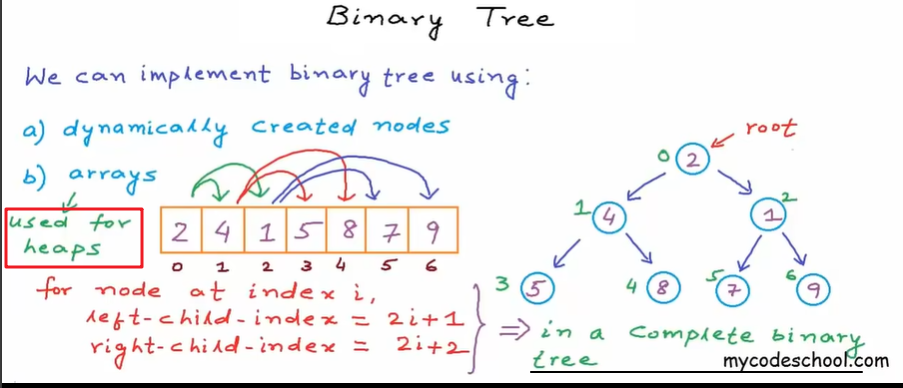 Binary Tree
We can implement binary tree using:
a) dynamically created nodes
b) arrays
used for
heaps
2 4 1 5 8 7 9
0 1 2 3 4 5 6
for node at index i,
left-child-index = 2i+1
right-child-index = 2i+2
root
0 2
1 4
1 2
3 5
4 8
5 7
6 9
⇒ in a complete binary
tree
mycodeschool.com